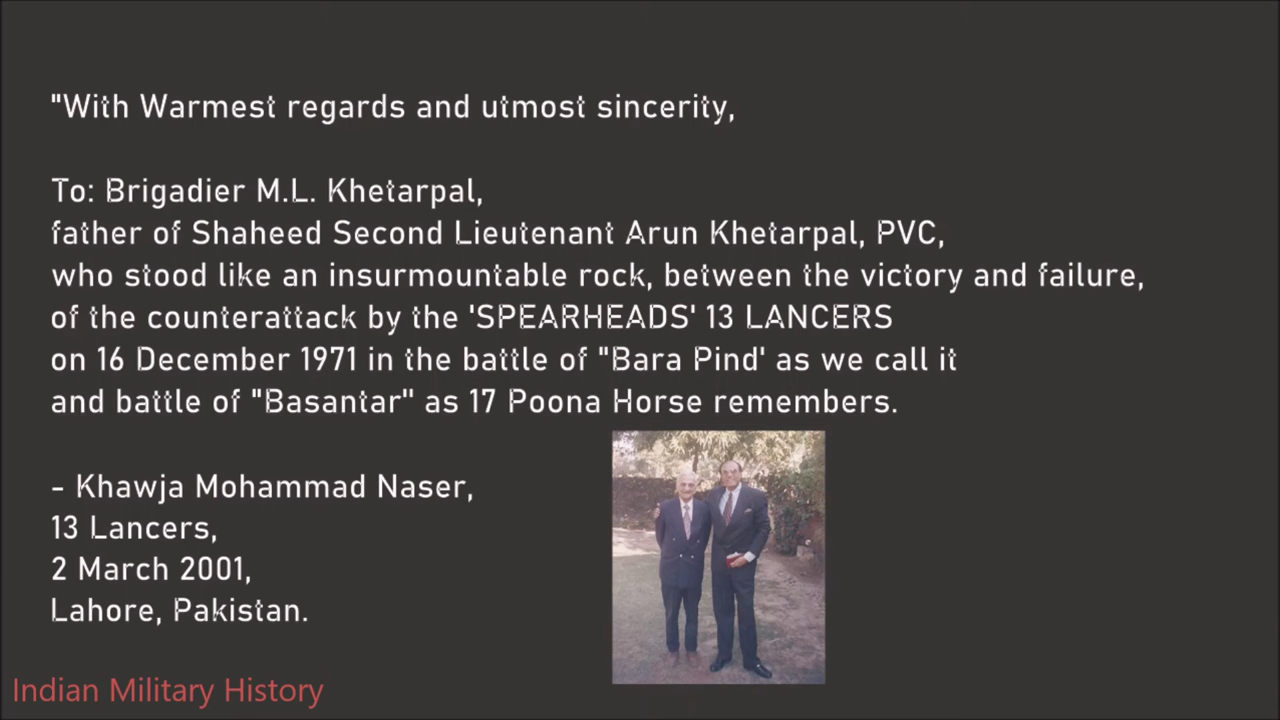 "With Warmest regards and utmost sincerity,
To: Brigadier M.L. Khetarpal,
father of Shaheed Second Lieutenant Arun Khetarpal, PVC,
who stood like an insurmountable rock, between the victory and failure,
of the counterattack by the 'SPEARHEADS' 13 LANCERS
on 16 December 1971 in the battle of "Bara Pind' as we call it
and battle of "Basantar" as 17 Poona Horse remembers.
- Khawja Mohammad Naser,
13 Lancers,
2 March 2001,
Lahore, Pakistan.
Indian Military History